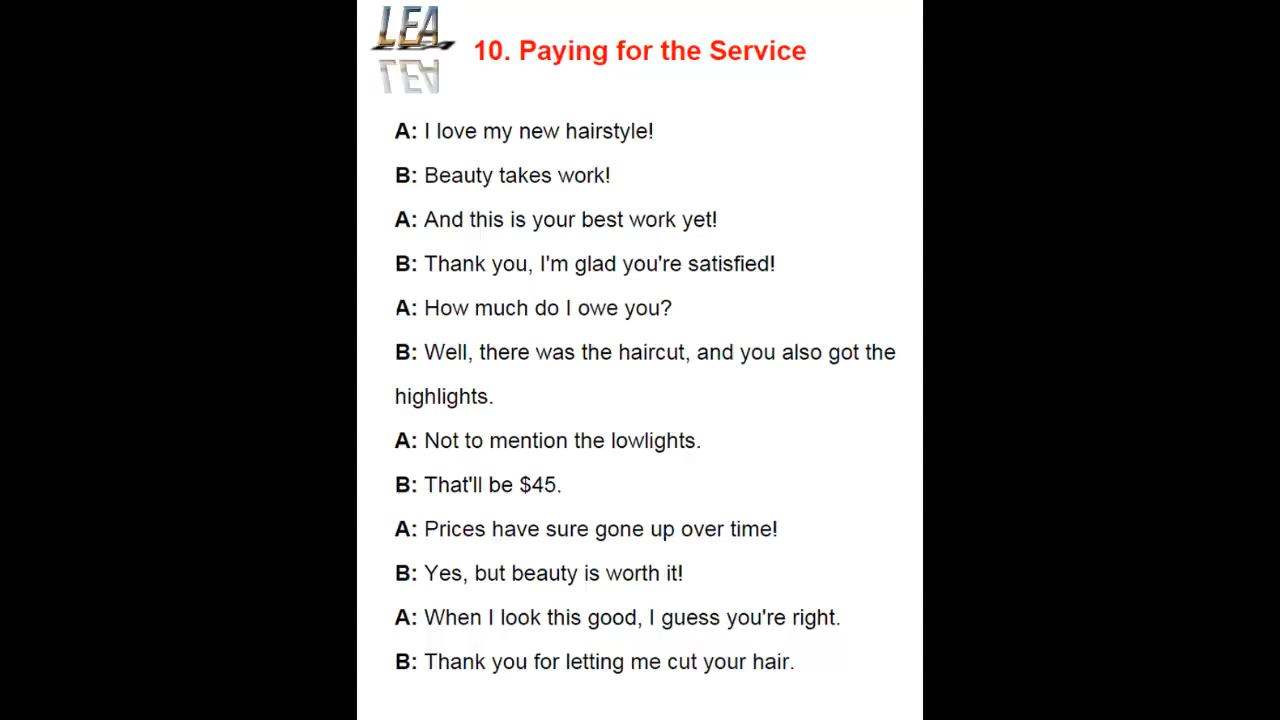 LEA
10. Paying for the Service
A: I love my new hairstyle!
B: Beauty takes work!
A: And this is your best work yet!
B: Thank you, I'm glad you're satisfied!
A: How much do I owe you?
B: Well, there was the haircut, and you also got the
highlights.
A: Not to mention the lowlights.
B: That'll be $45.
A: Prices have sure gone up over time!
B: Yes, but beauty is worth it!
A: When I look this good, I guess you're right.
B: Thank you for letting me cut your hair.